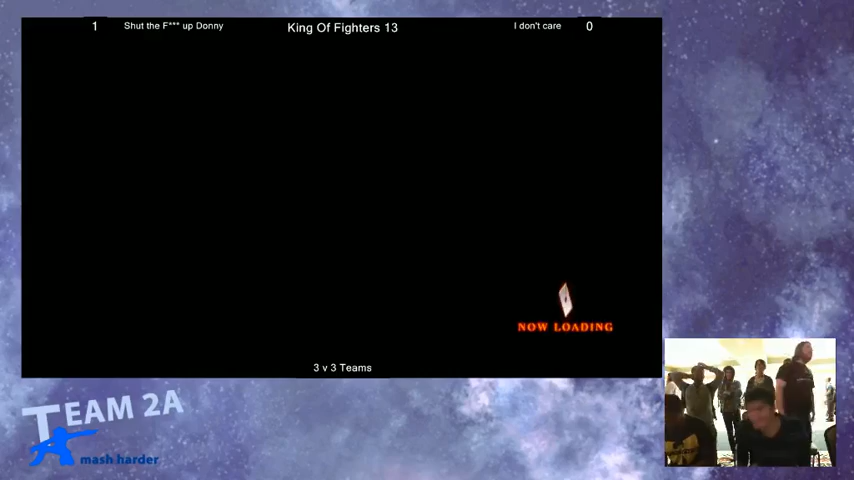 1 Shut the F*** up Donny King Of Fighters 13 I don't care 0
NOW LOADING
3 v 3 Teams
TEAM 2A
mash harder